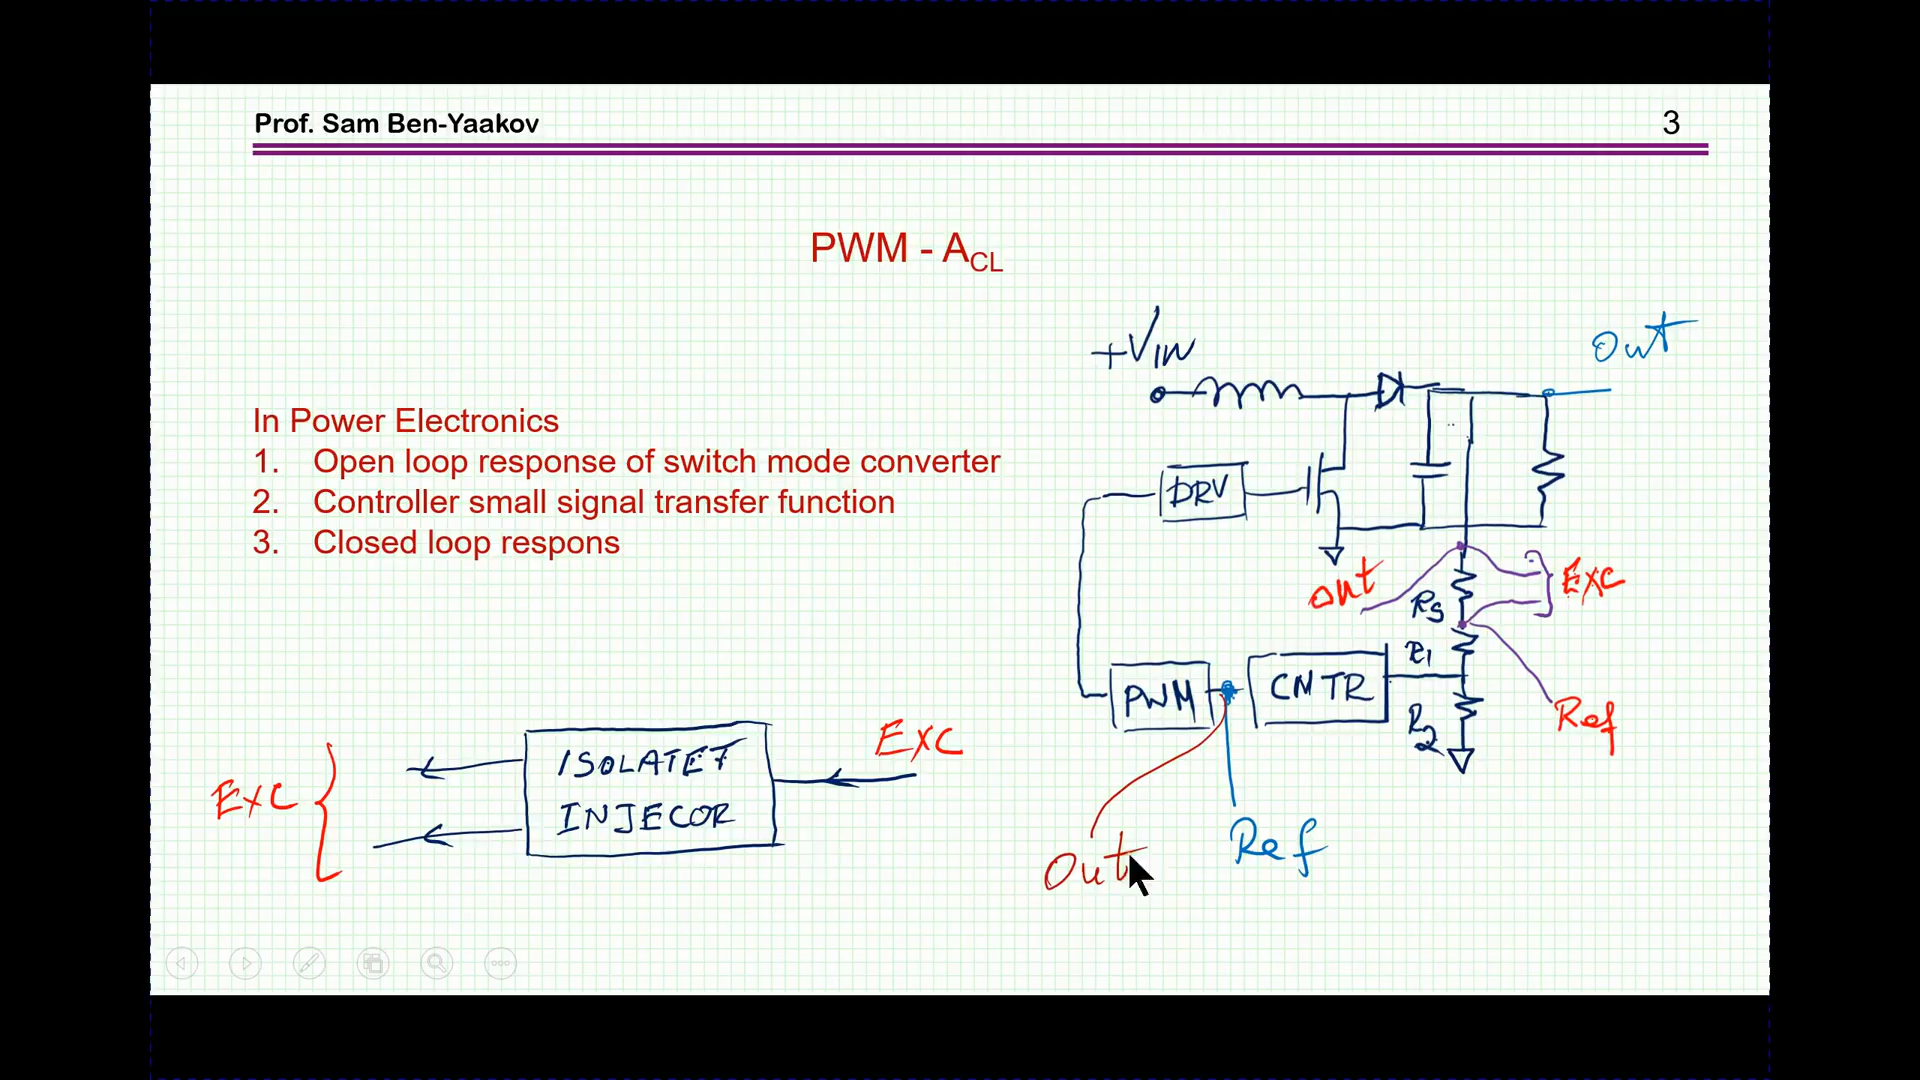 Prof. Sam Ben-Yaakov
3
PWM - ACL
In Power Electronics
1. Open loop response of switch mode converter
2. Controller small signal transfer function
3. Closed loop respons
+VIN
Out
DRV
out
RS
EXC
R1
PWM
CMTR
R2
Ref
Out
Ref
EXC
ISOLATET
INJECOR
EXC